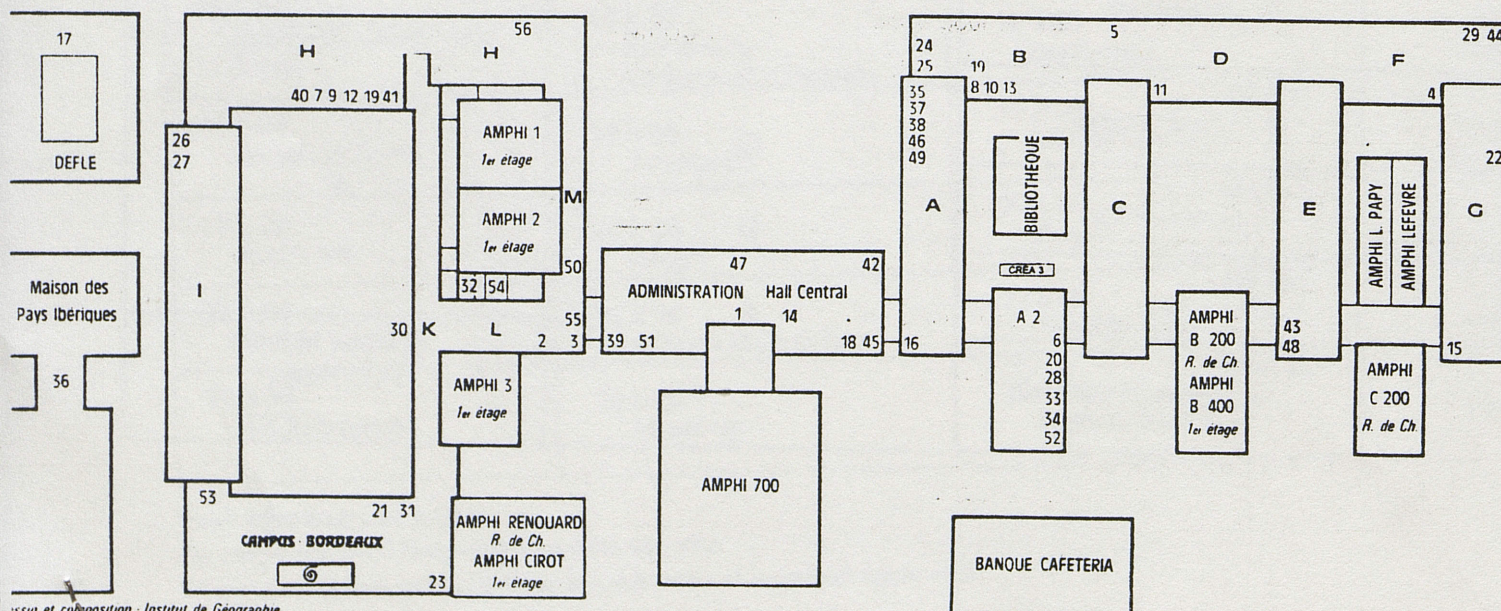 17
DEFLE
Maison des
Pays Ibériques
36
H
H
56
40 7 9 12 19 41
26
27
I
30
K
L
M
AMPHI 1
1er étage
AMPHI 2
1er étage
50
32 54
55
2 3
AMPHI 3
1er étage
53
21 31
CAMPUS · BORDEAUX
23
AMPHI RENOUARD
R. de Ch.
AMPHI CIROT
1er étage
47 42
ADMINISTRATION Hall Central
1 14
39 51 18 45
AMPHI 700
24
25
B
19
8 10 13
5
D
F
29 44
35
37
38
46
49
A
16
BIBLIOTHEQUE
CREA 3
A 2
6
20
28
33
34
52
C
11
AMPHI
B 200
R. de Ch.
AMPHI
B 400
1er étage
E
43
48
4
AMPHI L. PAPY
AMPHI LEFEVRE
AMPHI
C 200
R. de Ch.
22
G
15
BANQUE CAFETERIA
et composition : Institut de Géographie